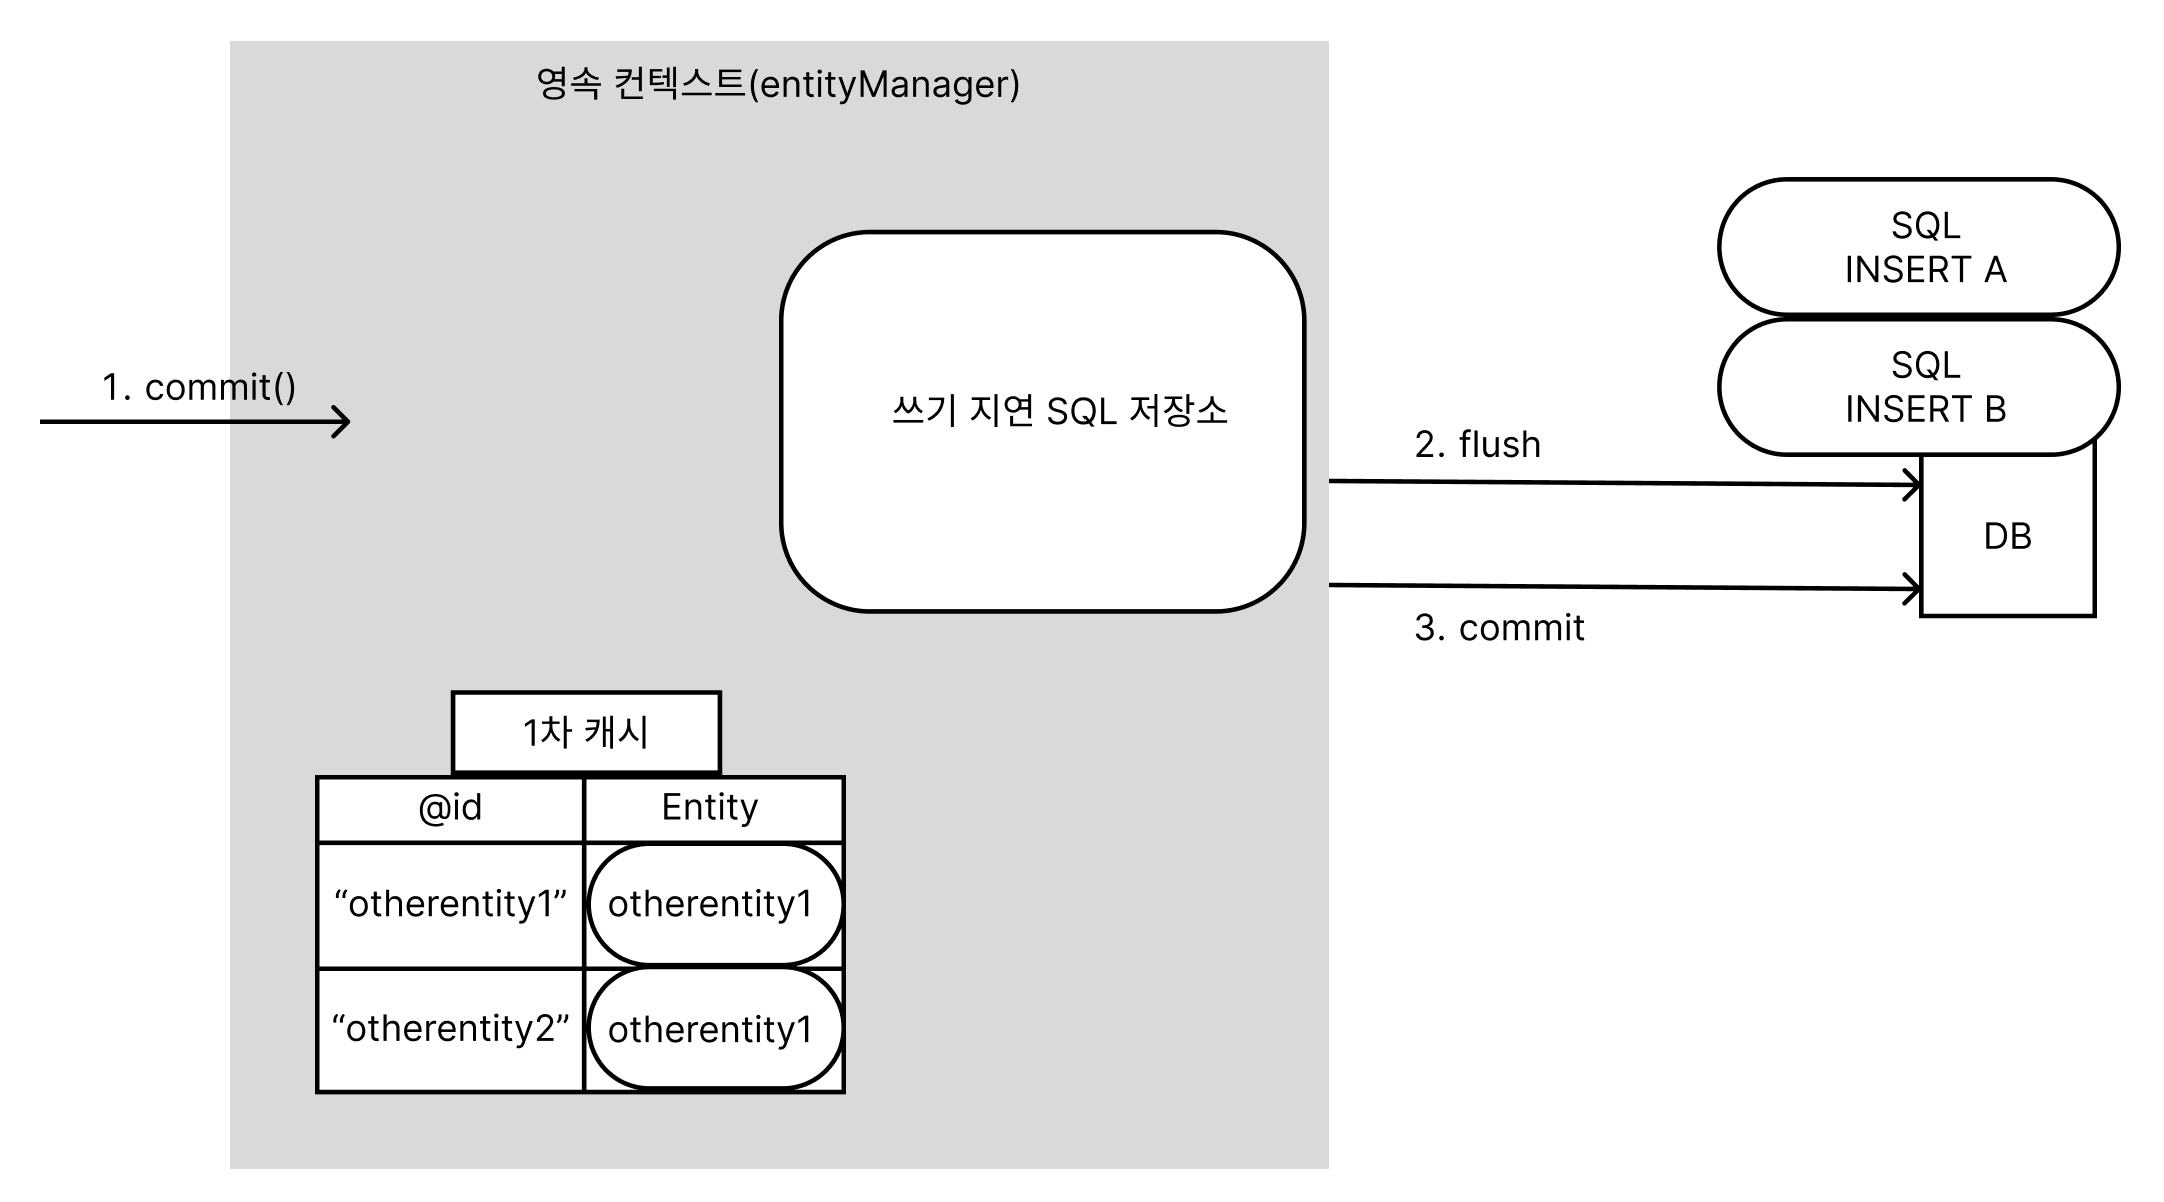 영속 컨텍스트(entityManager)
SQL
INSERT A
SQL
INSERT B
1. commit()
쓰기 지연 SQL 저장소
2. flush
DB
3. commit
1차 캐시
@id Entity
“otherentity1” otherentity1
“otherentity2” otherentity1